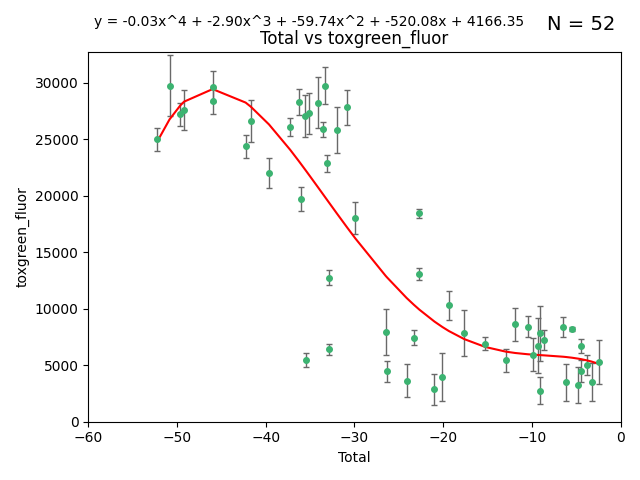 y = -0.03x^4 + -2.90x^3 + -59.74x^2 + -520.08x + 4166.35
N = 52
Total vs toxgreen_fluor
30000
25000
20000
15000
10000
5000
0
toxgreen_fluor
−60
−50
−40
−30
−20
−10
0
Total